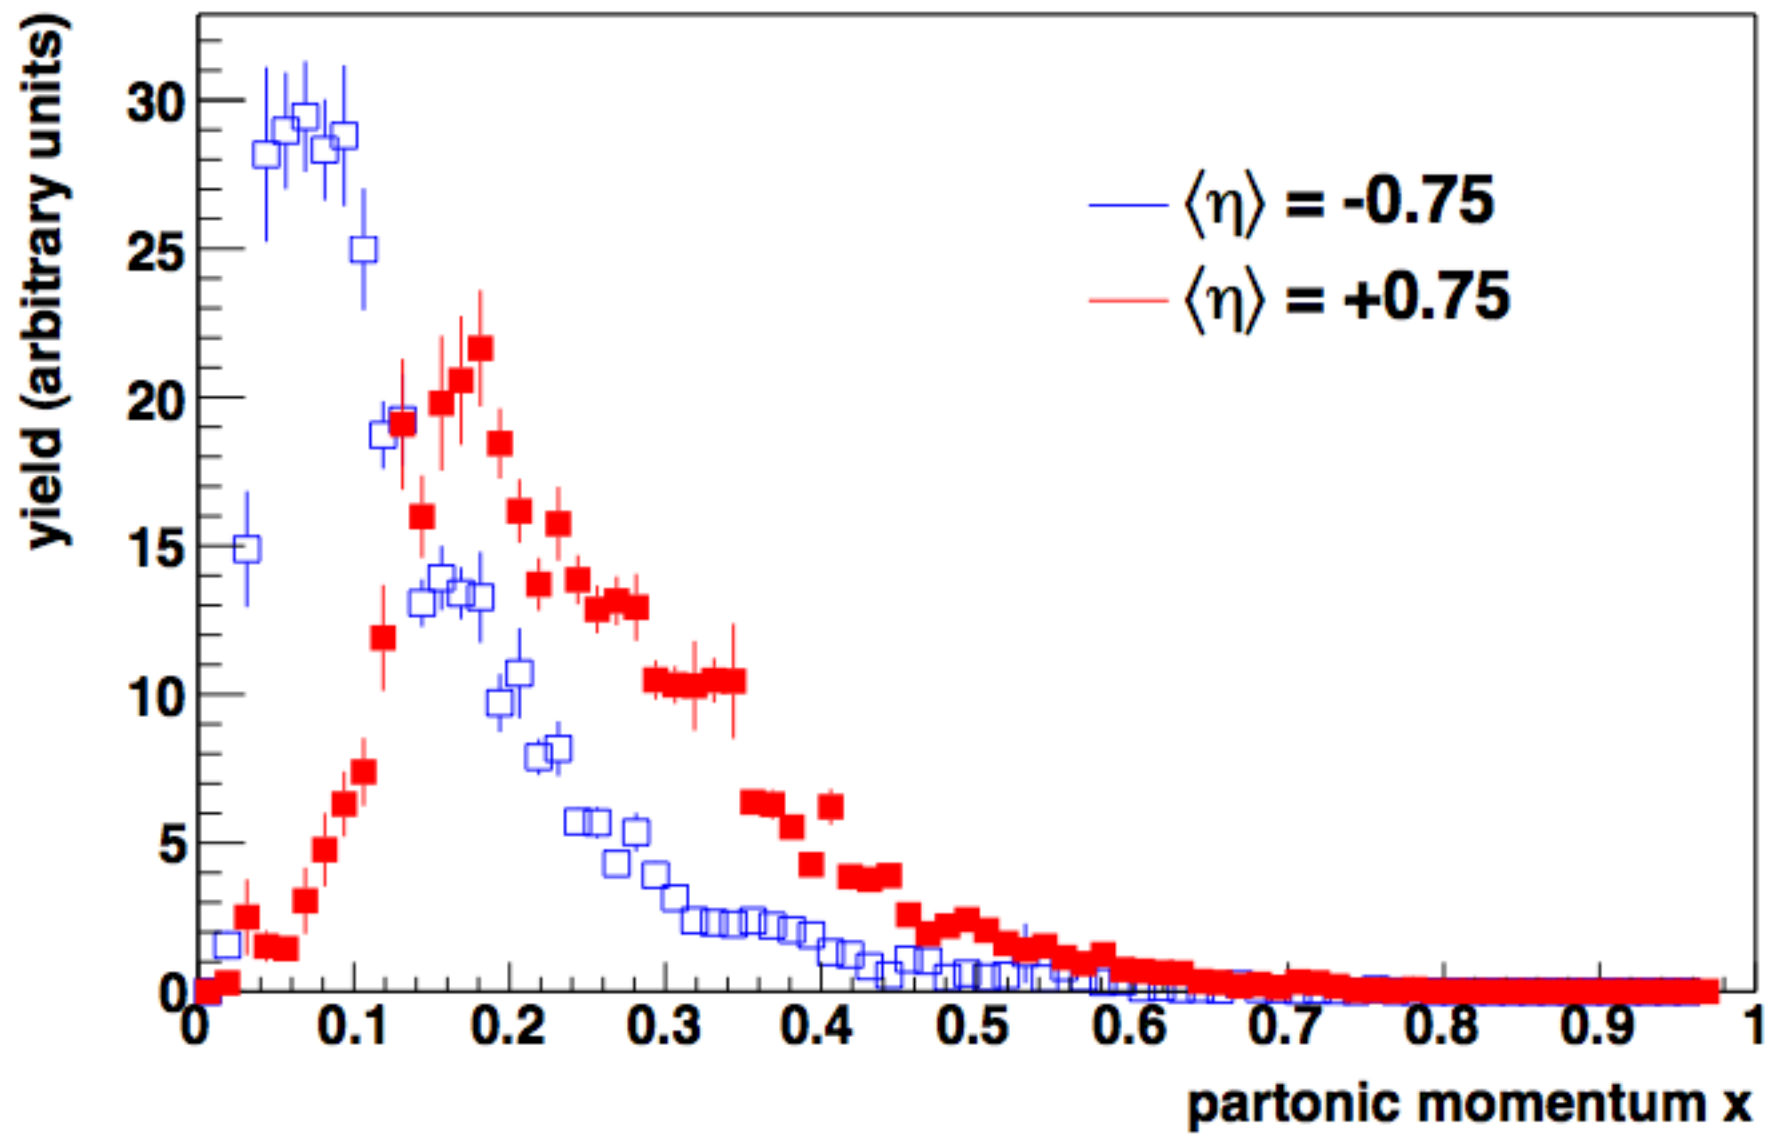 yield (arbitrary units)
30
25
20
15
10
5
0
⟨η⟩ = -0.75
⟨η⟩ = +0.75
0 0.1 0.2 0.3 0.4 0.5 0.6 0.7 0.8 0.9 1
partonic momentum x